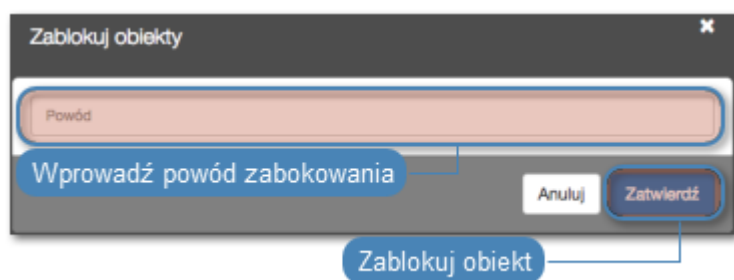 Zablokuj obiekty
Powód
Wprowadź powód zabokowania
Anuluj
Zatwierdź
Zablokuj obiekt